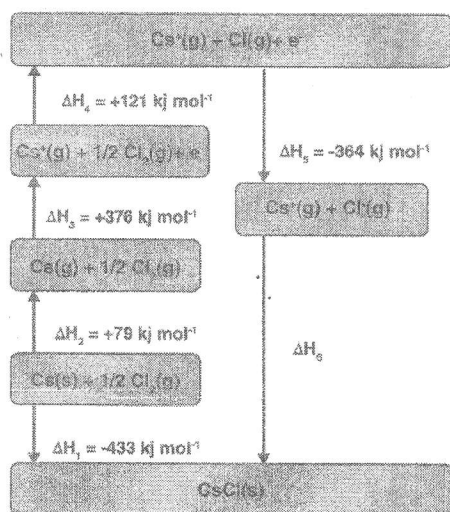 Cs⁺(g) + Cl(g) + e⁻
ΔH₄ = +121 kj mol⁻¹
ΔH₅ = -364 kj mol⁻¹
Cs⁺(g) + 1/2 Cl₂(g) + e
Cs⁺(g) + Cl⁻(g)
ΔH₃ = +376 kj mol⁻¹
Cs(g) + 1/2 Cl₂(g)
ΔH₂ = +79 kj mol⁻¹
ΔH₆
Cs(s) + 1/2 Cl₂(g)
ΔH₁ = -433 kj mol⁻¹
CsCl(s)